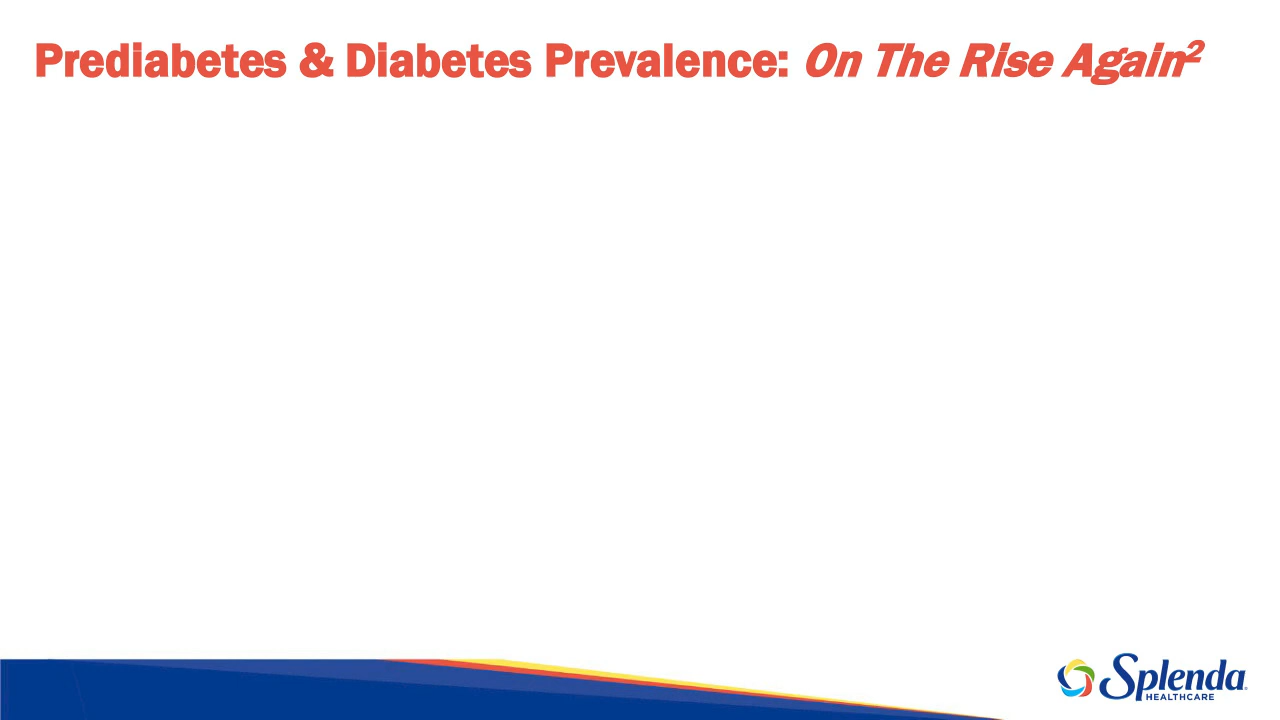 Prediabetes & Diabetes Prevalence: On The Rise Again²
Splenda®
HEALTHCARE